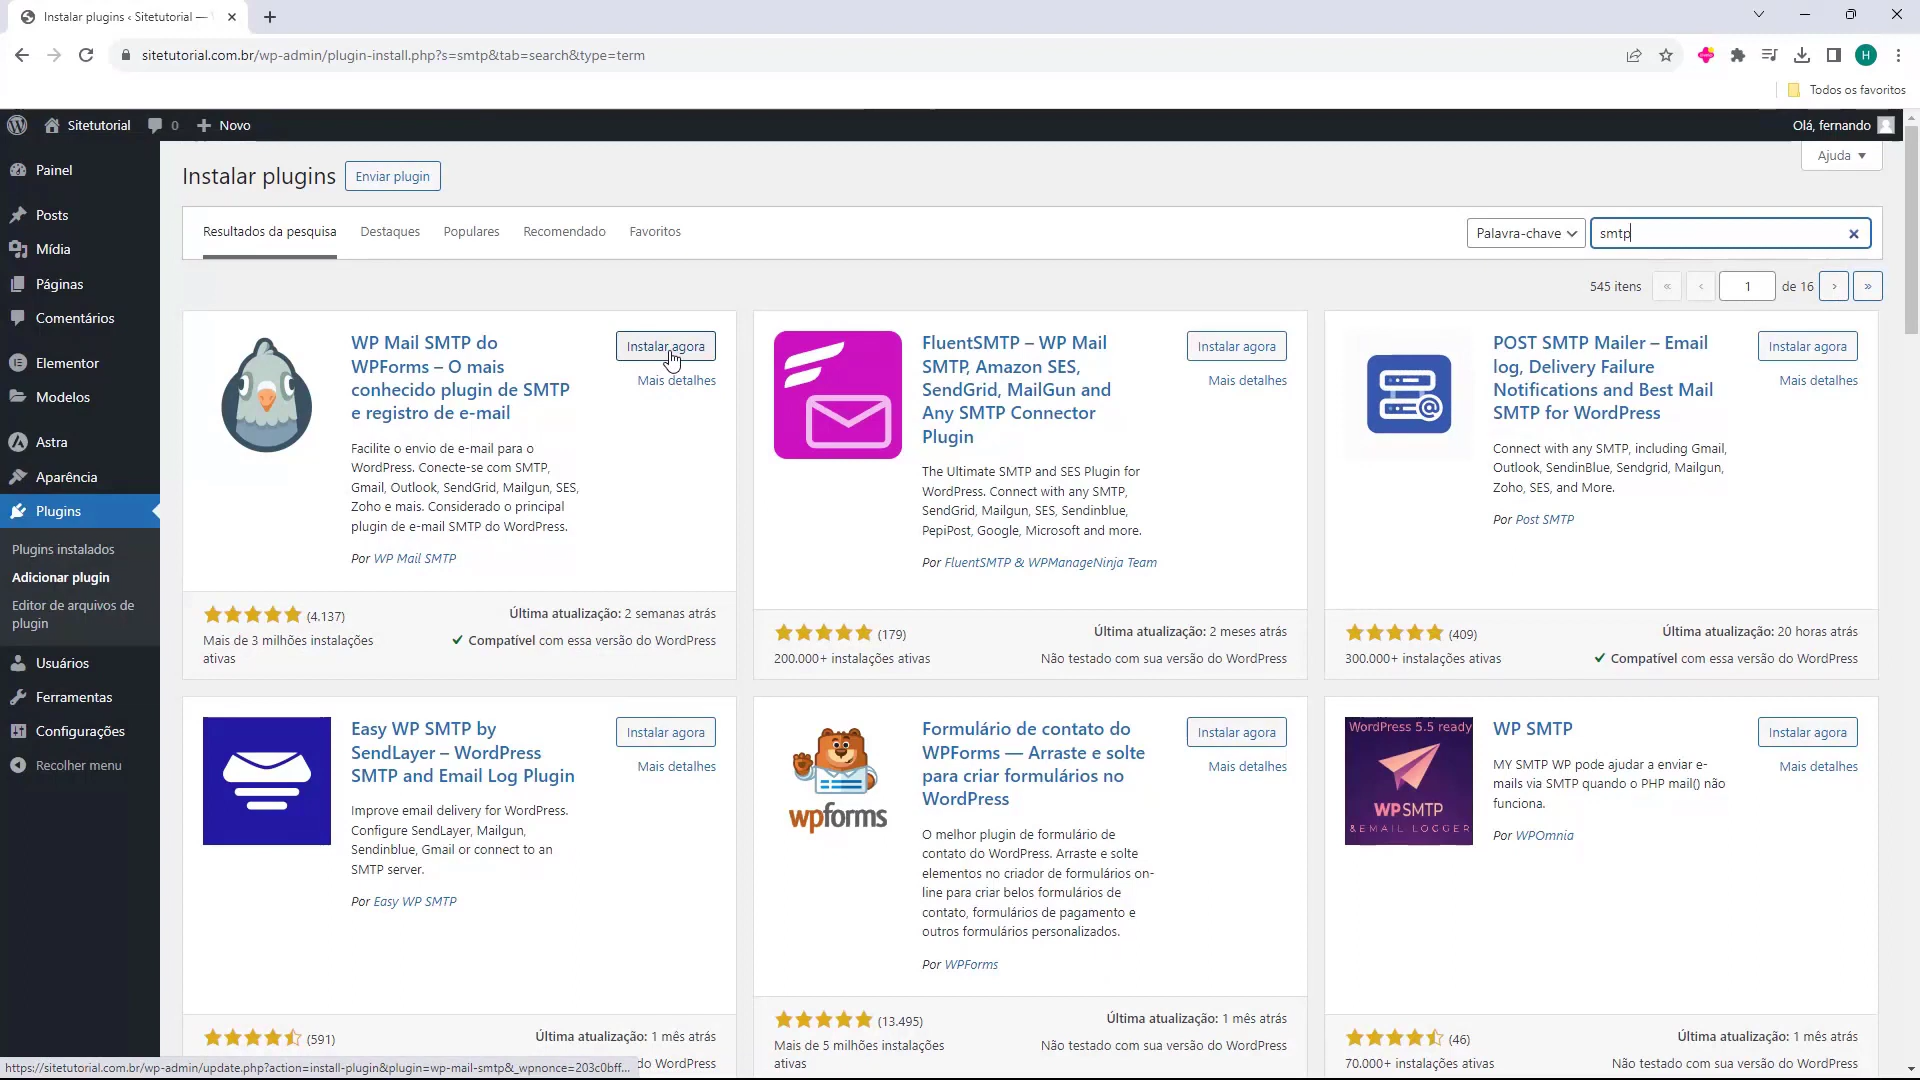 Instalar plugins ‹ Sitetutorial —
sitetutorial.com.br/wp-admin/plugin-install.php?s=smtp&tab=search&type=term
H
Todos os favoritos
Sitetutorial
0
Novo
Olá, fernando
Ajuda
Painel
Posts
Mídia
Páginas
Comentários
Elementor
Modelos
Astra
Aparência
Plugins
Plugins instalados
Adicionar plugin
Editor de arquivos de
plugin
Usuários
Ferramentas
Configurações
Recolher menu
Instalar plugins
Enviar plugin
Resultados da pesquisa
Destaques
Populares
Recomendado
Favoritos
Palavra-chave
smtp
545 itens
«
‹
1
de 16
›
»
WP Mail SMTP do
WPForms – O mais
conhecido plugin de SMTP
e registro de e-mail
Instalar agora
Mais detalhes
Facilite o envio de e-mail para o
WordPress. Conecte-se com SMTP,
Gmail, Outlook, SendGrid, Mailgun, SES,
Zoho e mais. Considerado o principal
plugin de e-mail SMTP do WordPress.
Por WP Mail SMTP
(4.137)
Mais de 3 milhões instalações
ativas
Última atualização: 2 semanas atrás
Compatível com essa versão do WordPress
FluentSMTP – WP Mail
SMTP, Amazon SES,
SendGrid, MailGun and
Any SMTP Connector
Plugin
Instalar agora
Mais detalhes
The Ultimate SMTP and SES Plugin for
WordPress. Connect with any SMTP,
SendGrid, Mailgun, SES, Sendinblue,
PepiPost, Google, Microsoft and more.
Por FluentSMTP & WPManageNinja Team
(179)
200.000+ instalações ativas
Última atualização: 2 meses atrás
Não testado com sua versão do WordPress
POST SMTP Mailer – Email
log, Delivery Failure
Notifications and Best Mail
SMTP for WordPress
Instalar agora
Mais detalhes
Connect with any SMTP, including Gmail,
Outlook, SendinBlue, Sendgrid, Mailgun,
Zoho, SES, and More.
Por Post SMTP
(409)
300.000+ instalações ativas
Última atualização: 20 horas atrás
Compatível com essa versão do WordPress
Easy WP SMTP by
SendLayer – WordPress
SMTP and Email Log Plugin
Instalar agora
Mais detalhes
Improve email delivery for WordPress.
Configure SendLayer, Mailgun,
Sendinblue, Gmail or connect to an
SMTP server.
Por Easy WP SMTP
(591)
Última atualização: 1 mês atrás
do WordPress
wpforms
Formulário de contato do
WPForms — Arraste e solte
para criar formulários no
WordPress
Instalar agora
Mais detalhes
O melhor plugin de formulário de
contato do WordPress. Arraste e solte
elementos no criador de formulários on-
line para criar belos formulários de
contato, formulários de pagamento e
outros formulários personalizados.
Por WPForms
(13.495)
Mais de 5 milhões instalações
ativas
Última atualização: 1 mês atrás
Não testado com sua versão do WordPress
WordPress 5.5 ready
WPSMTP
& EMAIL LOGGER
WP SMTP
Instalar agora
Mais detalhes
MY SMTP WP pode ajudar a enviar e-
mails via SMTP quando o PHP mail() não
funciona.
Por WPOmnia
(46)
70.000+ instalações ativas
Última atualização: 1 mês atrás
Não testado com sua versão do WordPress
https://sitetutorial.com.br/wp-admin/update.php?action=install-plugin&plugin=wp-mail-smtp&_wpnonce=203c0bff...